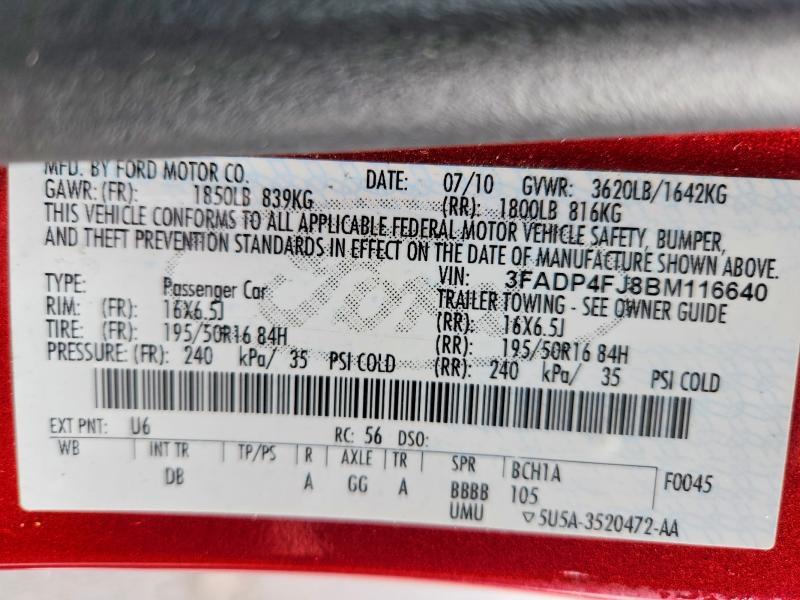 MFD. BY FORD MOTOR CO. DATE: 07/10 GVWR: 3620LB/1642KG
GAWR: (FR): 1850LB 839KG (RR): 1800LB 816KG
THIS VEHICLE CONFORMS TO ALL APPLICABLE FEDERAL MOTOR VEHICLE SAFETY, BUMPER,
AND THEFT PREVENTION STANDARDS IN EFFECT ON THE DATE OF MANUFACTURE SHOWN ABOVE.
VIN: 3FADP4FJ8BM116640
TYPE: Passenger Car TRAILER TOWING - SEE OWNER GUIDE
RIM: (FR): 16X6.5J (RR): 16X6.5J
TIRE: (FR): 195/50R16 84H (RR): 195/50R16 84H
PRESSURE: (FR): 240 kPa/ 35 PSI COLD (RR): 240 kPa/ 35 PSI COLD
EXT PNT: U6 RC: 56 DSO:
WB INT TR TP/PS R AXLE TR SPR BCH1A F0045
DB A GG A BBBB 105
UMU ▽5U5A-3520472-AA